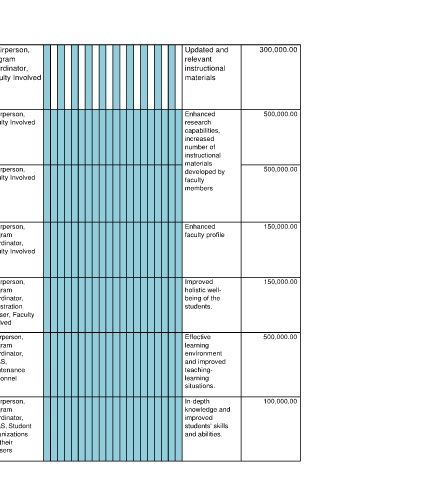 irperson,
gram
rdinator,
ulty Involved
Updated and
relevant
instructional
materials
300,000.00
rperson,
lty Involved
Enhanced
research
capabilities,
increased
number of
instructional
materials
developed by
faculty
members
500,000.00
rperson,
lty Involved
500,000.00
rperson,
ram
rdinator,
lty Involved
Enhanced
faculty profile
150,000.00
rperson,
ram
rdinator,
istration
ser, Faculty
lved
Improved
holistic well-
being of the
students.
150,000.00
rperson,
ram
rdinator,
S,
ntenance
onnel
Effective
learning
environment
and improved
teaching-
learning
situations.
500,000.00
rperson,
ram
rdinator,
S, Student
anizations
their
sers
In-depth
knowledge and
improved
students' skills
and abilities.
100,000.00